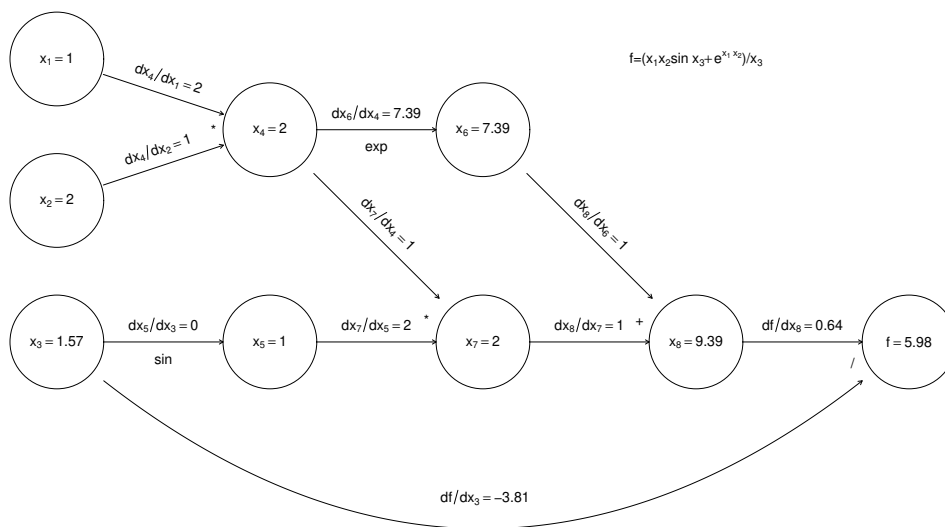 x₁ = 1
f=(x₁x₂sin x₃+e^x₁ x₂)/x₃
dx₄/dx₁ = 2
dx₆/dx₄ = 7.39
*
x₄ = 2
x₆ = 7.39
dx₄/dx₂ = 1
exp
x₂ = 2
dx₇/dx₄ = 1
dx₈/dx₆ = 1
dx₅/dx₃ = 0
dx₇/dx₅ = 2
*
dx₈/dx₇ = 1
+
df/dx₈ = 0.64
x₃ = 1.57
x₅ = 1
x₇ = 2
x₈ = 9.39
f = 5.98
sin
/
df/dx₃ = −3.81